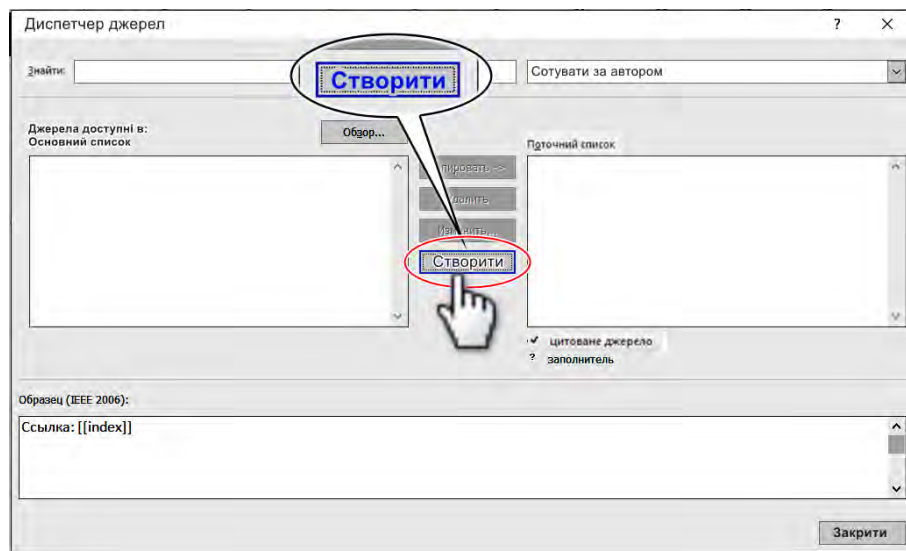 Диспетчер джерел
?
Знайти:
Створити
Сотувати за автором
Джерела доступні в:
Основний список
Обзор...
Поточний список
Удалить
Изменить...
Створити
цитоване джерело
? заполнитель
Образец (IEEE 2006):
Ссылка: [[index]]
Закрити